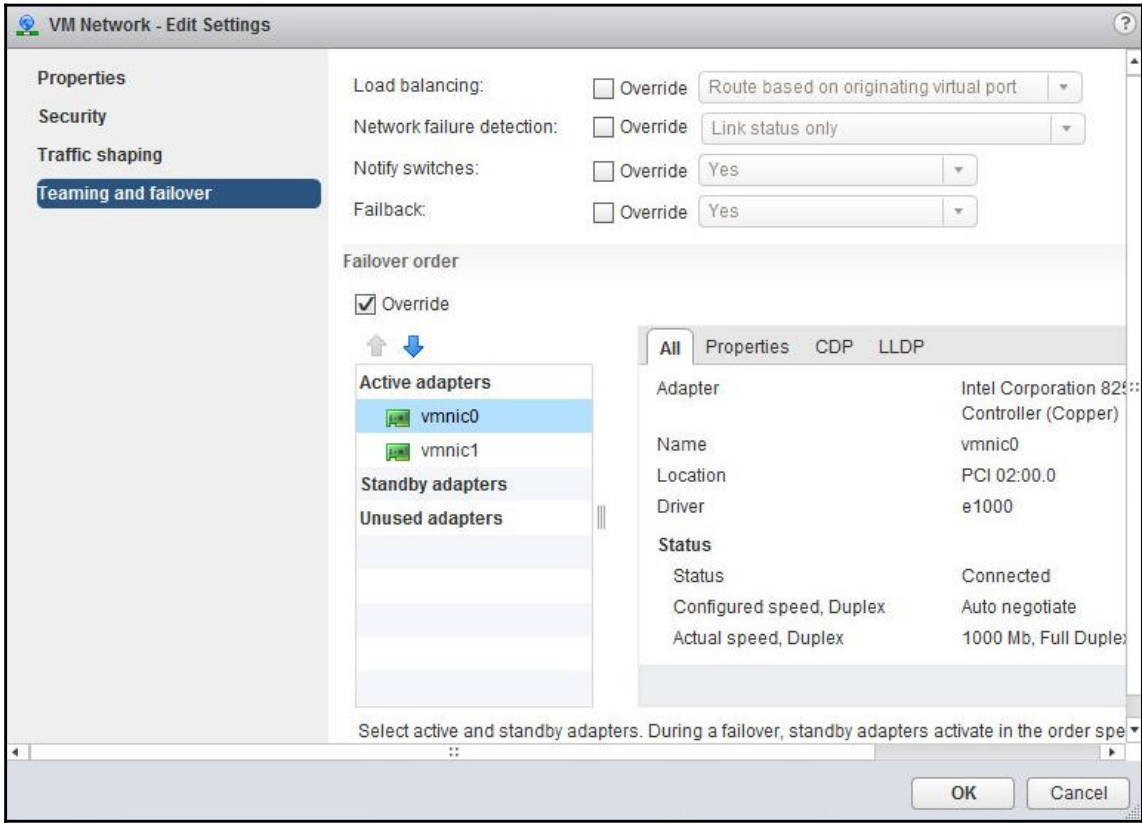 VM Network - Edit Settings
?
Properties
Security
Traffic shaping
Teaming and failover
Load balancing: Override Route based on originating virtual port
Network failure detection: Override Link status only
Notify switches: Override Yes
Failback: Override Yes
Failover order
Override
Active adapters
vmnic0
vmnic1
Standby adapters
Unused adapters
All Properties CDP LLDP
Adapter Intel Corporation
Controller (Copper)
Name vmnic0
Location PCI 02:00.0
Driver e1000
Status
Status Connected
Configured speed, Duplex Auto negotiate
Actual speed, Duplex 1000 Mb, Full Duplex
Select active and standby adapters. During a failover, standby adapters activate in the order spe
OK Cancel